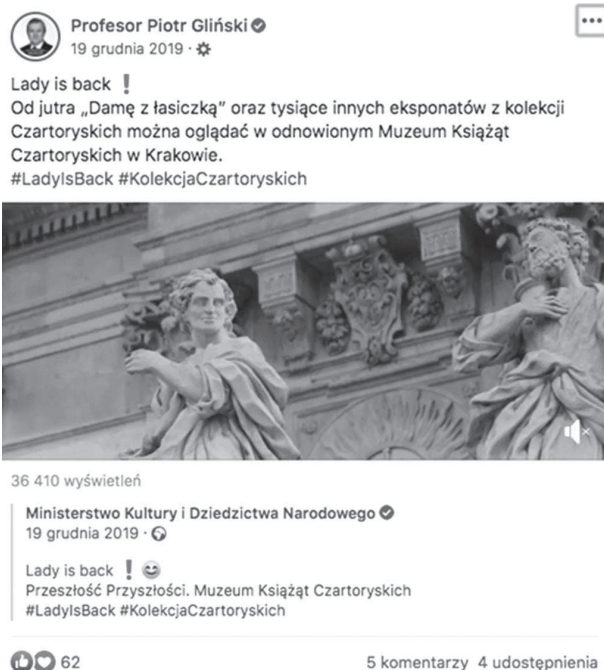 Profesor Piotr Gliński
19 grudnia 2019 ·
Lady is back❗
Od jutra „Damę z łasiczką” oraz tysiące innych eksponatów z kolekcji
Czartoryskich można oglądać w odnowionym Muzeum Książąt
Czartoryskich w Krakowie.
#LadyIsBack #KolekcjaCzartoryskich
36 410 wyświetleń
Ministerstwo Kultury i Dziedzictwa Narodowego
19 grudnia 2019 ·
Lady is back❗😊
Przeszłość Przyszłości. Muzeum Książąt Czartoryskich
#LadyIsBack #KolekcjaCzartoryskich
62 5 komentarzy 4 udostępnienia